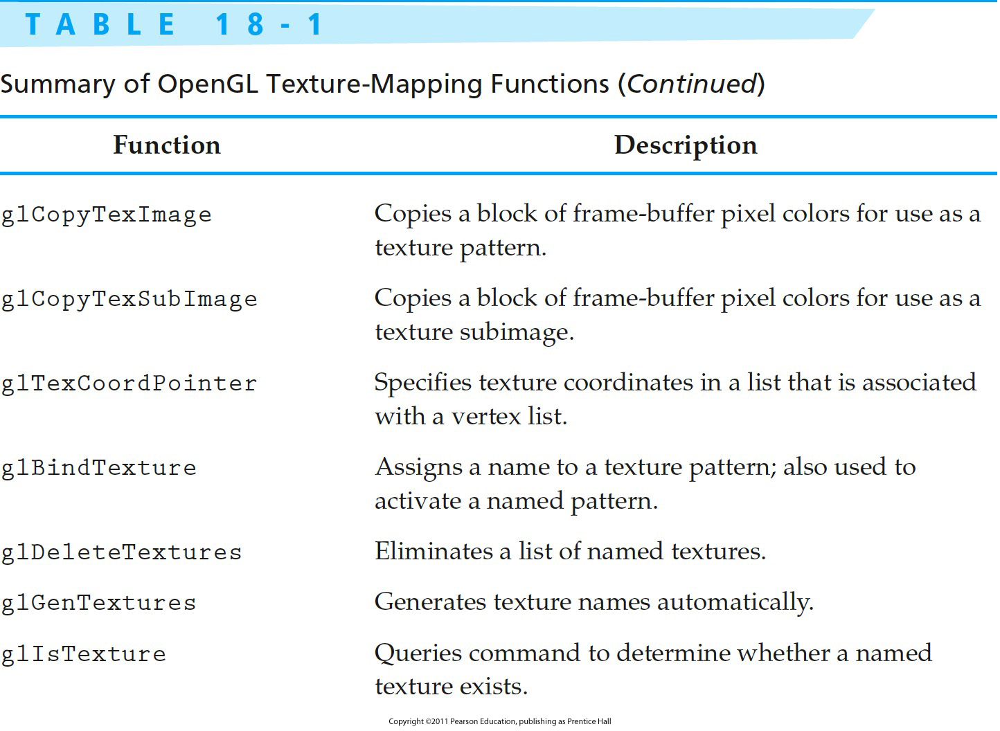 TABLE 18-1
Summary of OpenGL Texture-Mapping Functions (Continued)
Function Description
glCopyTexImage Copies a block of frame-buffer pixel colors for use as a
texture pattern.
glCopyTexSubImage Copies a block of frame-buffer pixel colors for use as a
texture subimage.
glTexCoordPointer Specifies texture coordinates in a list that is associated
with a vertex list.
glBindTexture Assigns a name to a texture pattern; also used to
activate a named pattern.
glDeleteTextures Eliminates a list of named textures.
glGenTextures Generates texture names automatically.
glIsTexture Queries command to determine whether a named
texture exists.
Copyright ©2011 Pearson Education, publishing as Prentice Hall